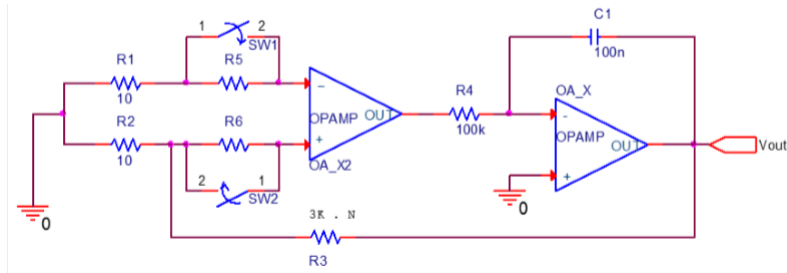 C1
100n
1 2
SW1
R1
10
R5
R4
100k
OA_X
-
OPAMP OUT
+
Vout
-
OPAMP OUT
+
OA_X2
R2
10
R6
2 1
SW2
0
0
3K . N
R3